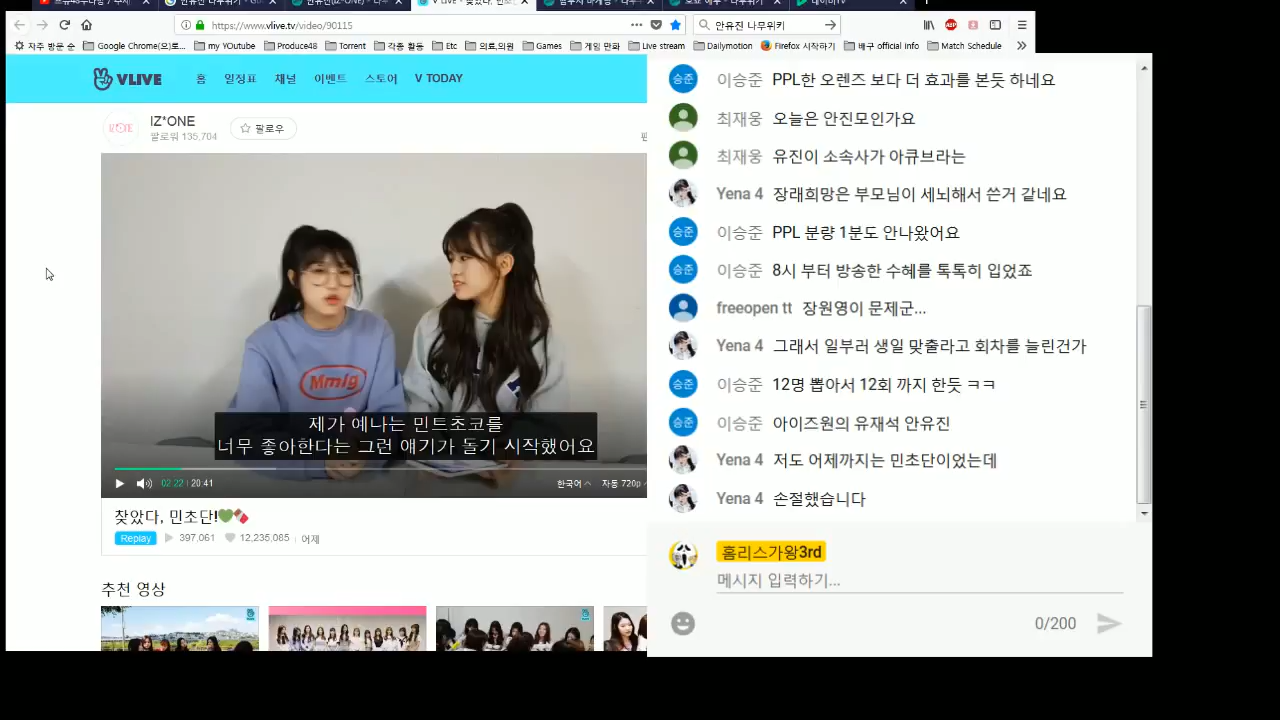 https://www.vlive.tv/video/90115
안유진 나무위키
자주 방문 순
Google Chrome(으)로...
my YOutube
Produce48
Torrent
각종 활동
Etc
의료,의원
Games
게임 만화
Live stream
Dailymotion
Firefox 시작하기
배구 official info
Match Schedule
VLIVE
홈
일정표
채널
이벤트
스토어
V TODAY
IZ*ONE
팔로워 135,704
팔로우
Mmlg
제가 예나는 민트초코를
너무 좋아한다는 그런 얘기가 돌기 시작했어요
02:22 | 20:41
한국어
자동 720p
찾았다, 민초단!💚🍫
Replay
397,061
12,235,085
어제
추천 영상
승준 이승준 PPL한 오렌즈 보다 더 효과를 본듯 하네요
최재웅 오늘은 안진모인가요
최재웅 유진이 소속사가 아큐브라는
Yena 4 장래희망은 부모님이 세뇌해서 쓴거 같네요
승준 이승준 PPL 분량 1분도 안나왔어요
승준 이승준 8시 부터 방송한 수혜를 톡톡히 입었죠
freeopen tt 장원영이 문제군...
Yena 4 그래서 일부러 생일 맞출라고 회차를 늘린건가
승준 이승준 12명 뽑아서 12회 까지 한듯 ㅋㅋ
승준 이승준 아이즈원의 유재석 안유진
Yena 4 저도 어제까지는 민초단이었는데
Yena 4 손절했습니다
홈리스가왕3rd
메시지 입력하기...
0/200